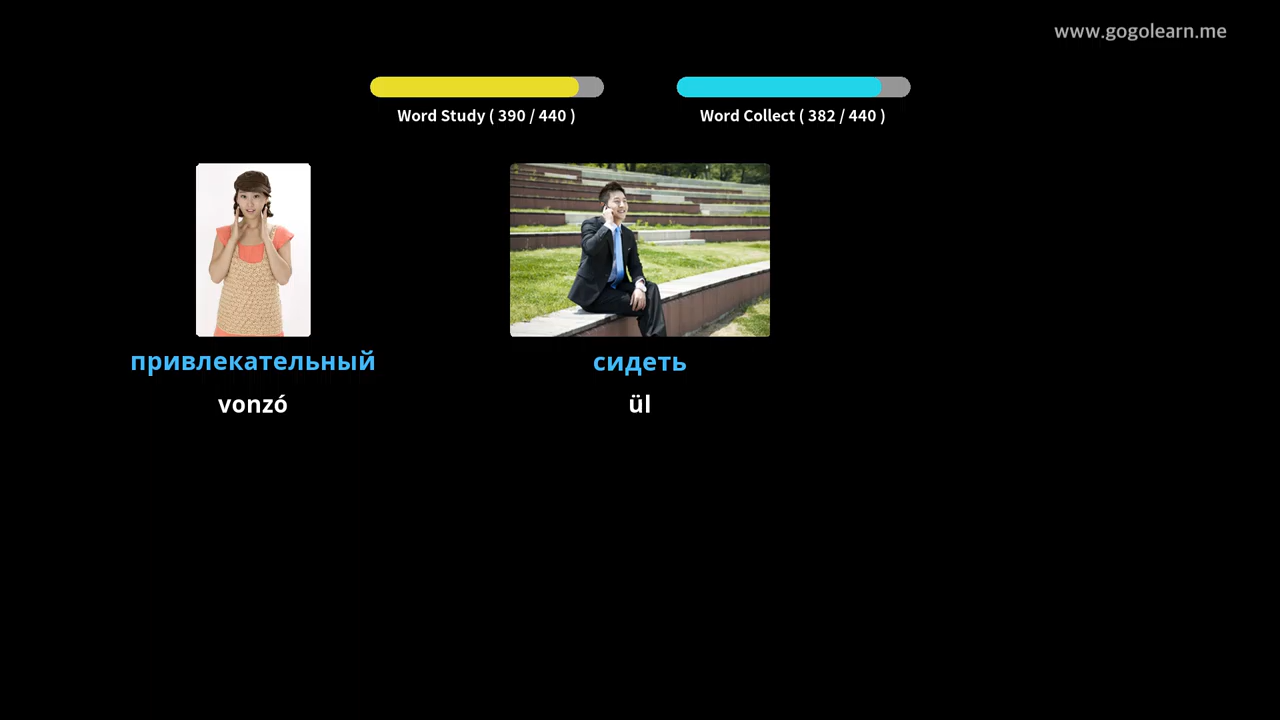 www.gogolearn.me
Word Study ( 390 / 440 )
Word Collect ( 382 / 440 )
привлекательный
сидеть
vonzó
ül